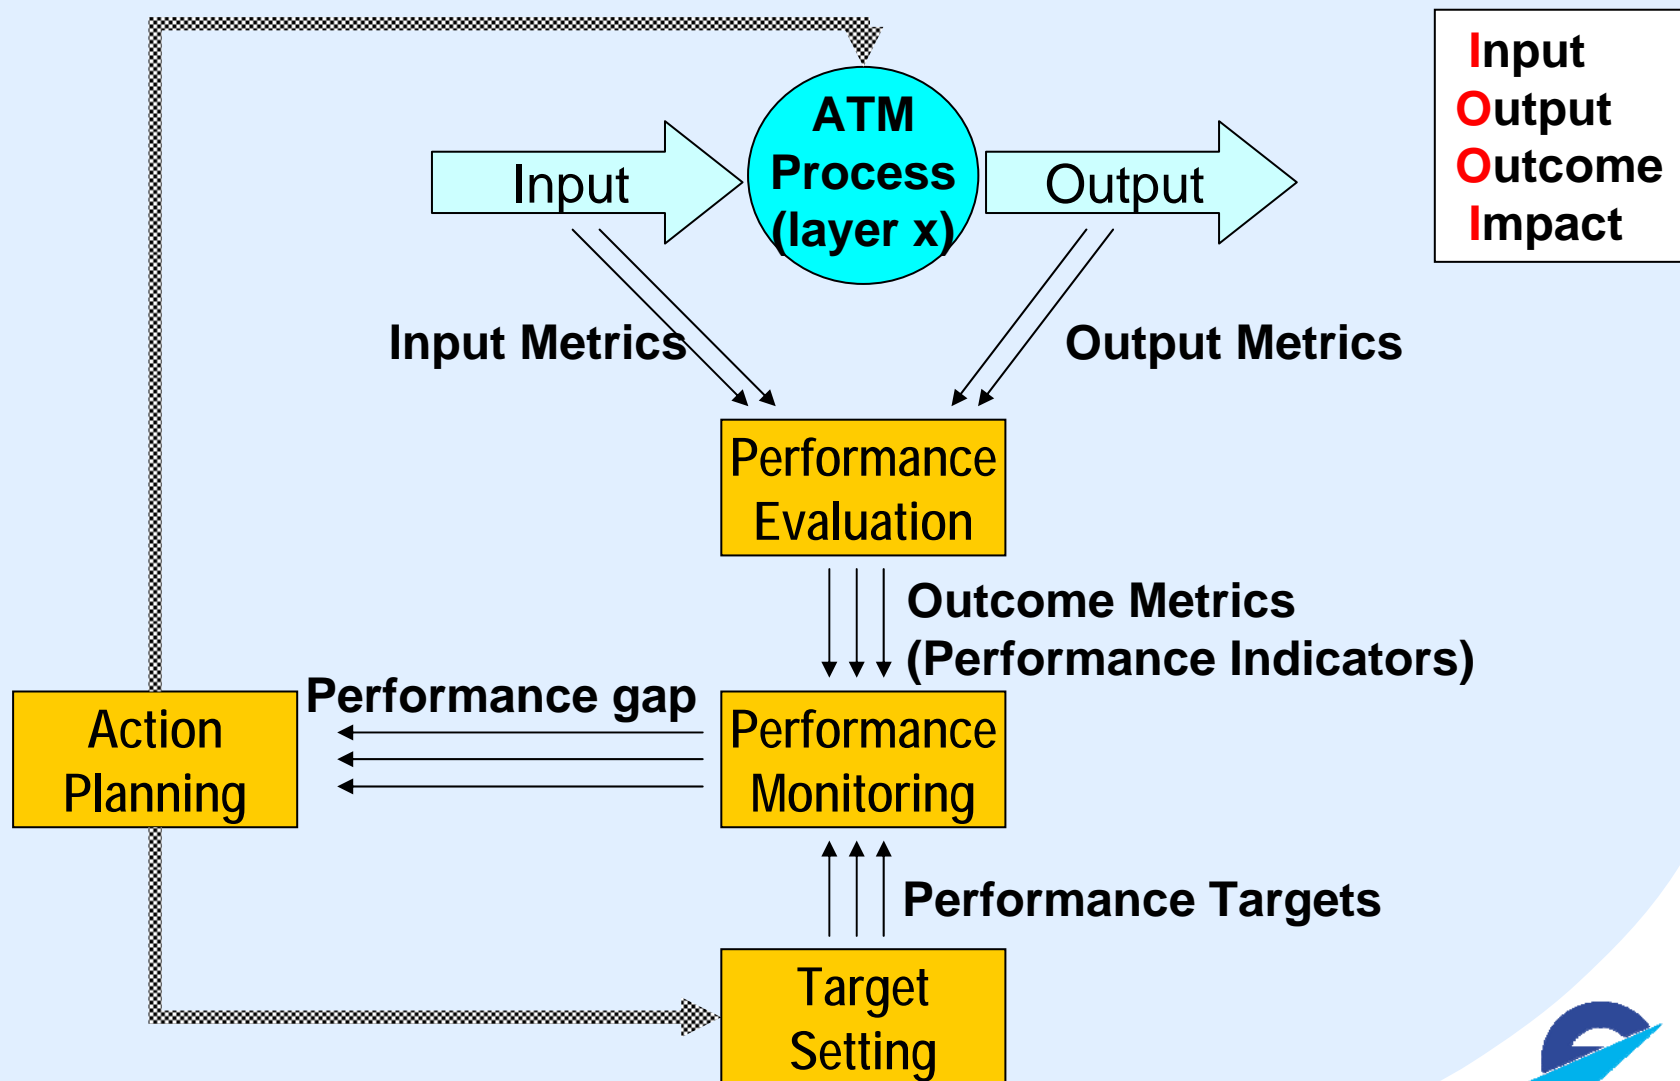 Input
Output
Outcome
Impact
ATM
Process
(layer x)
Input
Output
Input Metrics
Output Metrics
Performance
Evaluation
Outcome Metrics
(Performance Indicators)
Performance gap
Action
Planning
Performance
Monitoring
Performance Targets
Target
Setting